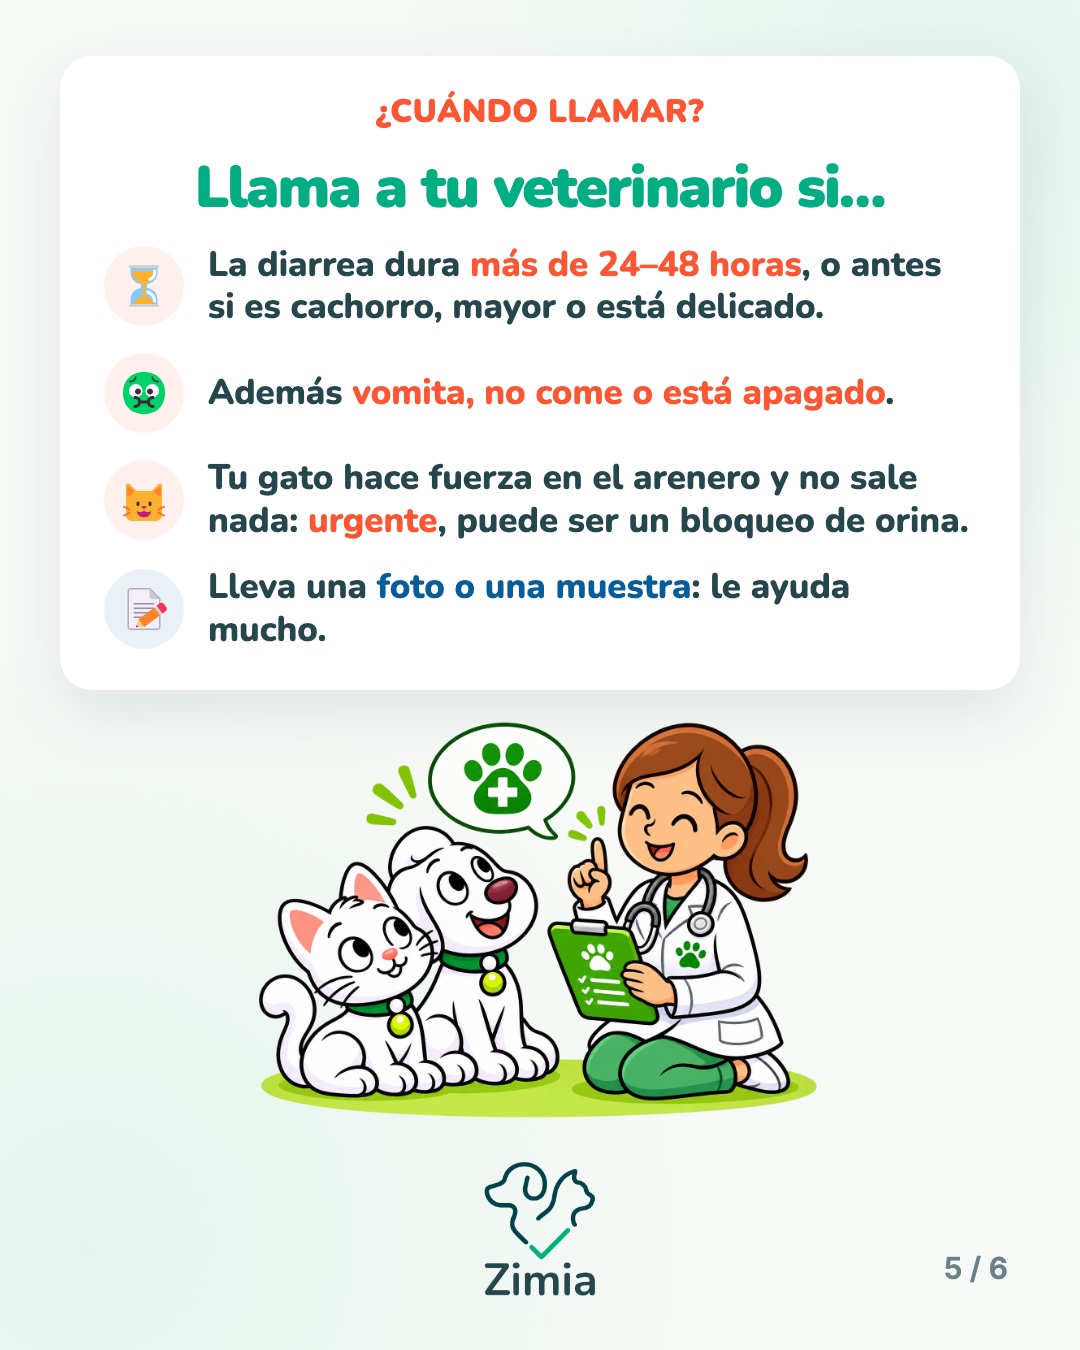 ¿CUÁNDO LLAMAR?
Llama a tu veterinario si...
La diarrea dura más de 24–48 horas, o antes
si es cachorro, mayor o está delicado.
Además vomita, no come o está apagado.
Tu gato hace fuerza en el arenero y no sale
nada: urgente, puede ser un bloqueo de orina.
Lleva una foto o una muestra: le ayuda
mucho.
Zimia
5 / 6